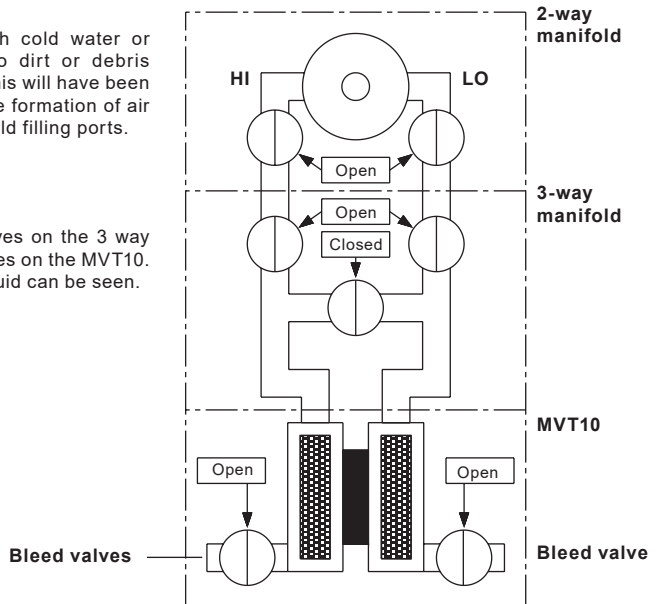 h cold water or
o dirt or debris
is will have been
e formation of air
ld filling ports.
ves on the 3 way
es on the MVT10.
uid can be seen.
2-way
manifold
HI
LO
Open
3-way
manifold
Open
Closed
MVT10
Open
Open
Bleed valves
Bleed valve